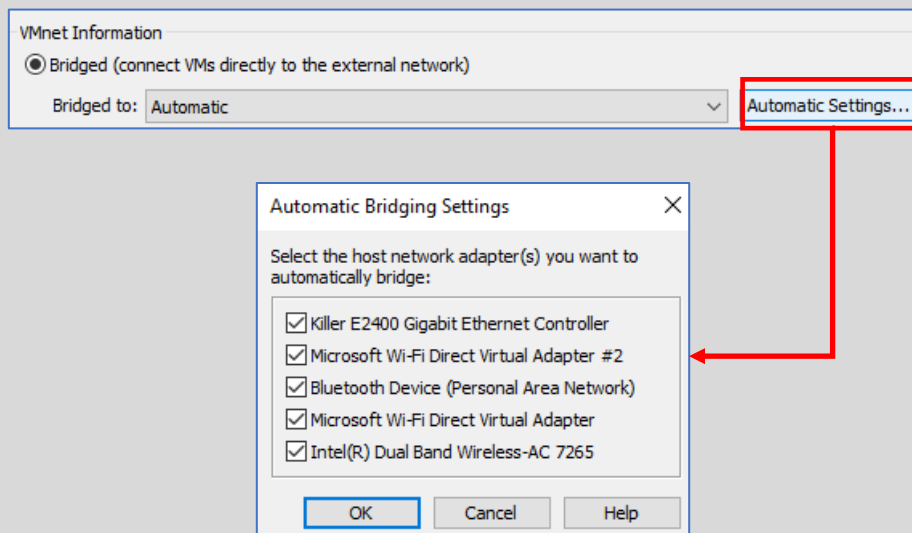 VMnet Information
Bridged (connect VMs directly to the external network)
Bridged to: Automatic Automatic Settings...
Automatic Bridging Settings
Select the host network adapter(s) you want to
automatically bridge:
Killer E2400 Gigabit Ethernet Controller
Microsoft Wi-Fi Direct Virtual Adapter #2
Bluetooth Device (Personal Area Network)
Microsoft Wi-Fi Direct Virtual Adapter
Intel(R) Dual Band Wireless-AC 7265
OK Cancel Help